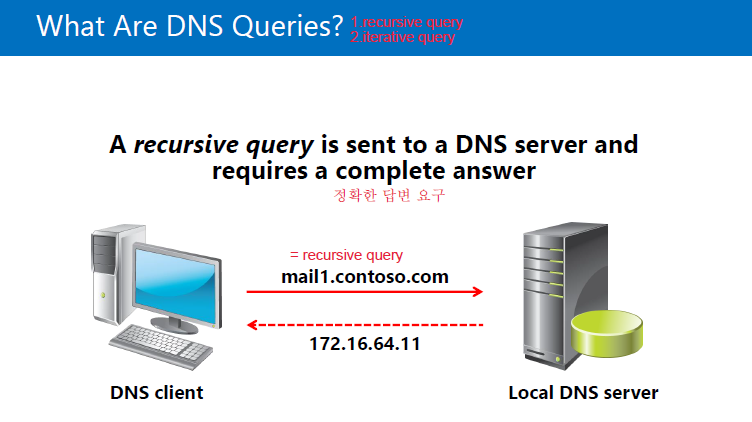 What Are DNS Queries?
1.recursive query
2.iterative query
A recursive query is sent to a DNS server and
requires a complete answer
정확한 답변 요구
= recursive query
mail1.contoso.com
172.16.64.11
DNS client
Local DNS server